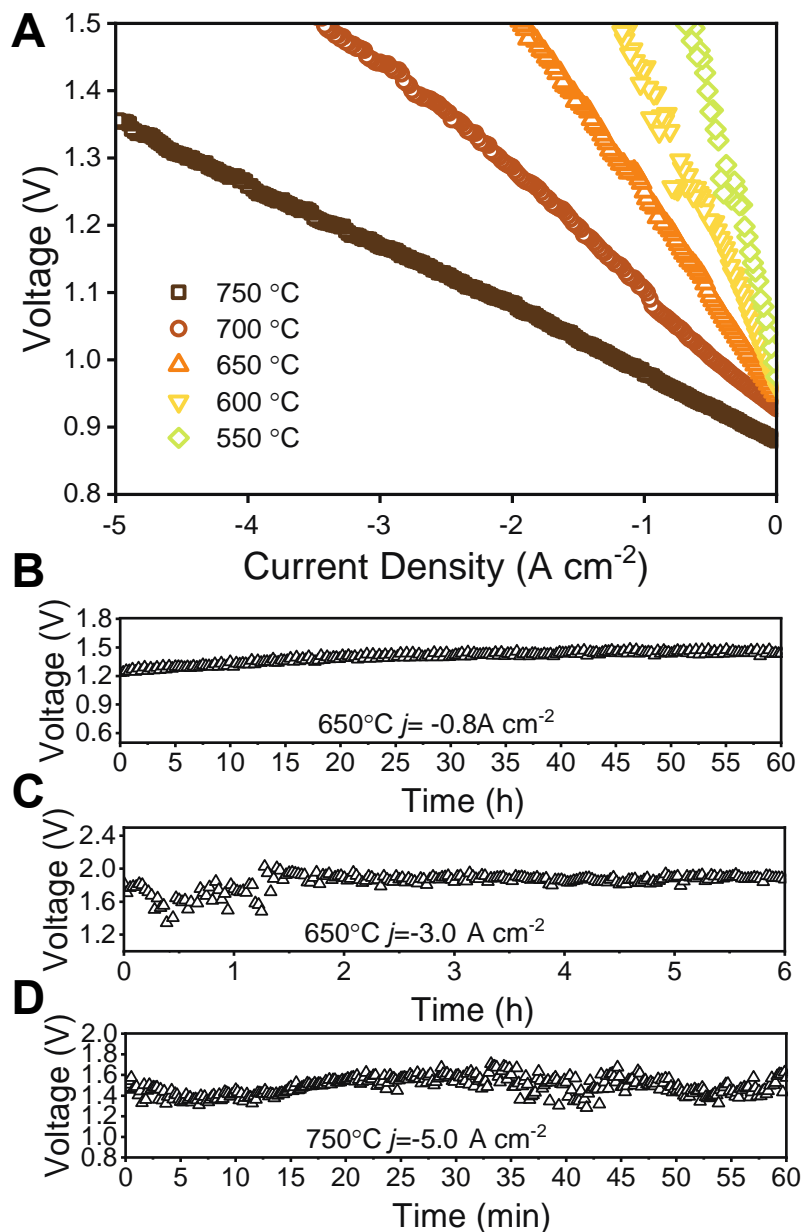 A
Voltage (V)
1.5
1.4
1.3
1.2
1.1
1.0
0.9
0.8
750 °C
700 °C
650 °C
600 °C
550 °C
-5 -4 -3 -2 -1 0
Current Density (A cm-2)
B
Voltage (V)
1.8
1.5
1.2
0.9
0.6
650°C j= -0.8A cm-2
0 5 10 15 20 25 30 35 40 45 50 55 60
Time (h)
C
Voltage (V)
2.4
2.0
1.6
1.2
650°C j=-3.0 A cm-2
0 1 2 3 4 5 6
Time (h)
D
Voltage (V)
2.0
1.8
1.6
1.4
1.2
1.0
0.8
750°C j=-5.0 A cm-2
0 5 10 15 20 25 30 35 40 45 50 55 60
Time (min)